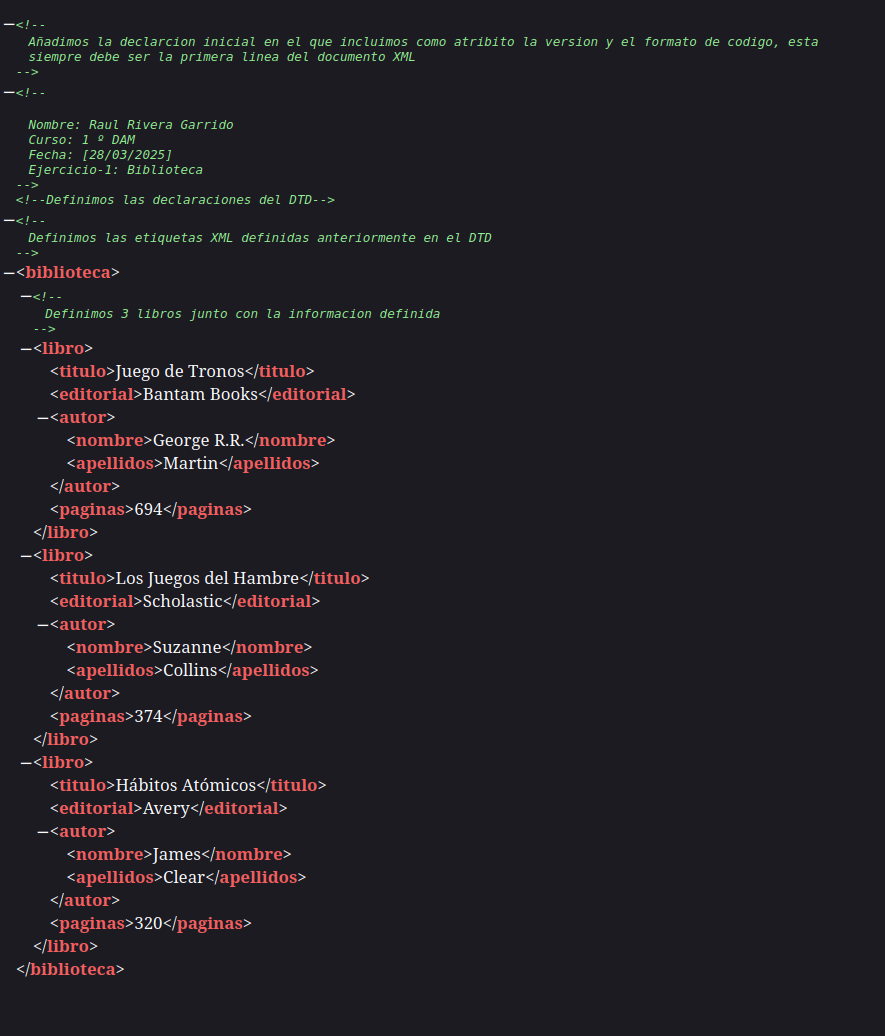 −<!--
Añadimos la declarcion inicial en el que incluimos como atribito la version y el formato de codigo, esta
siempre debe ser la primera linea del documento XML
-->
−<!--
Nombre: Raul Rivera Garrido
Curso: 1 º DAM
Fecha: [28/03/2025]
Ejercicio-1: Biblioteca
-->
<!--Definimos las declaraciones del DTD-->
−<!--
Definimos las etiquetas XML definidas anteriormente en el DTD
-->
−<biblioteca>
−<!--
Definimos 3 libros junto con la informacion definida
-->
−<libro>
<titulo>Juego de Tronos</titulo>
<editorial>Bantam Books</editorial>
−<autor>
<nombre>George R.R.</nombre>
<apellidos>Martin</apellidos>
</autor>
<paginas>694</paginas>
</libro>
−<libro>
<titulo>Los Juegos del Hambre</titulo>
<editorial>Scholastic</editorial>
−<autor>
<nombre>Suzanne</nombre>
<apellidos>Collins</apellidos>
</autor>
<paginas>374</paginas>
</libro>
−<libro>
<titulo>Hábitos Atómicos</titulo>
<editorial>Avery</editorial>
−<autor>
<nombre>James</nombre>
<apellidos>Clear</apellidos>
</autor>
<paginas>320</paginas>
</libro>
</biblioteca>